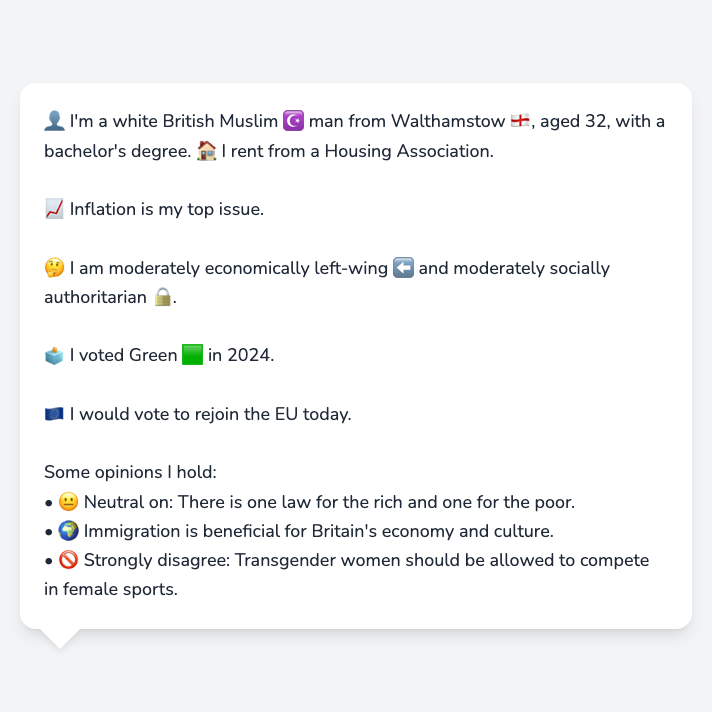 👤 I'm a white British Muslim ☪️ man from Walthamstow 🏴󠁧󠁢󠁥󠁮󠁧󠁿, aged 32, with a
bachelor's degree. 🏠 I rent from a Housing Association.
📈 Inflation is my top issue.
🤔 I am moderately economically left-wing ⬅️ and moderately socially
authoritarian 🔒.
🗳️ I voted Green 🟩 in 2024.
🇪🇺 I would vote to rejoin the EU today.
Some opinions I hold:
• 😐 Neutral on: There is one law for the rich and one for the poor.
• 🌍 Immigration is beneficial for Britain's economy and culture.
• 🚫 Strongly disagree: Transgender women should be allowed to compete
in female sports.